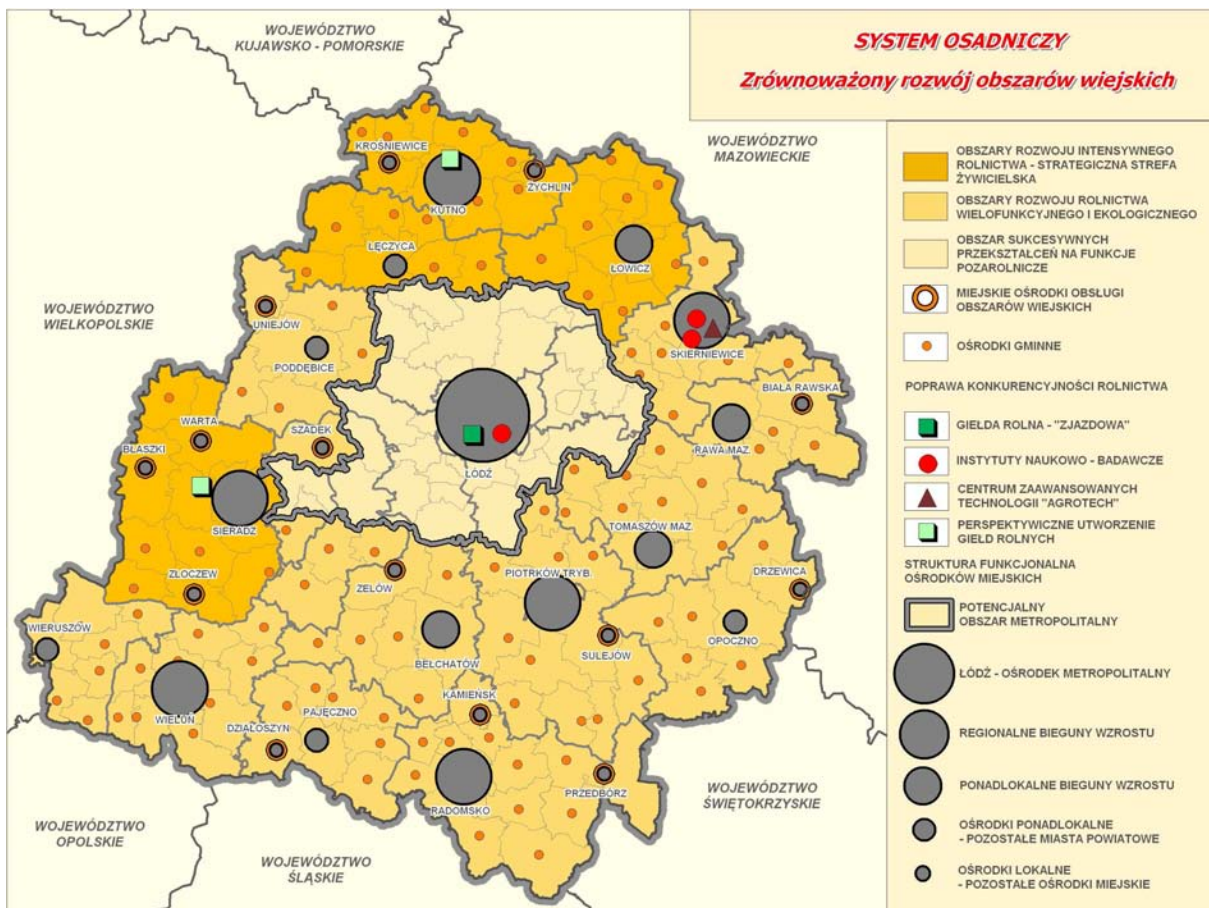 SYSTEM OSADNICZY
Zrównoważony rozwój obszarów wiejskich
WOJEWÓDZTWO
KUJAWSKO - POMORSKIE
WOJEWÓDZTWO
MAZOWIECKIE
WOJEWÓDZTWO
WIELKOPOLSKIE
WOJEWÓDZTWO
OPOLSKIE
WOJEWÓDZTWO
ŚLĄSKIE
WOJEWÓDZTWO
ŚWIĘTOKRZYSKIE
KROŚNIEWICE
ŻYCHLIN
KUTNO
ŁĘCZYCA
ŁOWICZ
UNIEJÓW
PODDĘBICE
SKIERNIEWICE
BIAŁA RAWSKA
RAWA MAZ.
WARTA
BŁASZKI
SZADEK
ŁÓDŹ
SIERADZ
TOMASZÓW MAZ.
ZŁOCZEW
ZELÓW
PIOTRKÓW TRYB.
DRZEWICA
WIERUSZÓW
BEŁCHATÓW
SULEJÓW
OPOCZNO
WIELUŃ
DZIAŁOSZYN
PAJĘCZNO
KAMIEŃSK
RADOMSKO
PRZEDBÓRZ
OBSZARY ROZWOJU INTENSYWNEGO
ROLNICTWA - STRATEGICZNA STREFA
ŻYWICIELSKA
OBSZARY ROZWOJU ROLNICTWA
WIELOFUNKCYJNEGO I EKOLOGICZNEGO
OBSZAR SUKCESYWNYCH
PRZEKSZTAŁCEŃ NA FUNKCJE
POZAROLNICZE
MIEJSKIE OŚRODKI OBSŁUGI
OBSZARÓW WIEJSKICH
OŚRODKI GMINNE
POPRAWA KONKURENCYJNOŚCI ROLNICTWA
GIEŁDA ROLNA - "ZJAZDOWA"
INSTYTUTY NAUKOWO - BADAWCZE
CENTRUM ZAAWANSOWANYCH
TECHNOLOGII "AGROTECH"
PERSPEKTYWICZNE UTWORZENIE
GIEŁD ROLNYCH
STRUKTURA FUNKCJONALNA
OŚRODKÓW MIEJSKICH
POTENCJALNY
OBSZAR METROPOLITALNY
ŁÓDŹ - OŚRODEK METROPOLITALNY
REGIONALNE BIEGUNY WZROSTU
PONADLOKALNE BIEGUNY WZROSTU
OŚRODKI PONADLOKALNE
- POZOSTAŁE MIASTA POWIATOWE
OŚRODKI LOKALNE
- POZOSTAŁE OŚRODKI MIEJSKIE